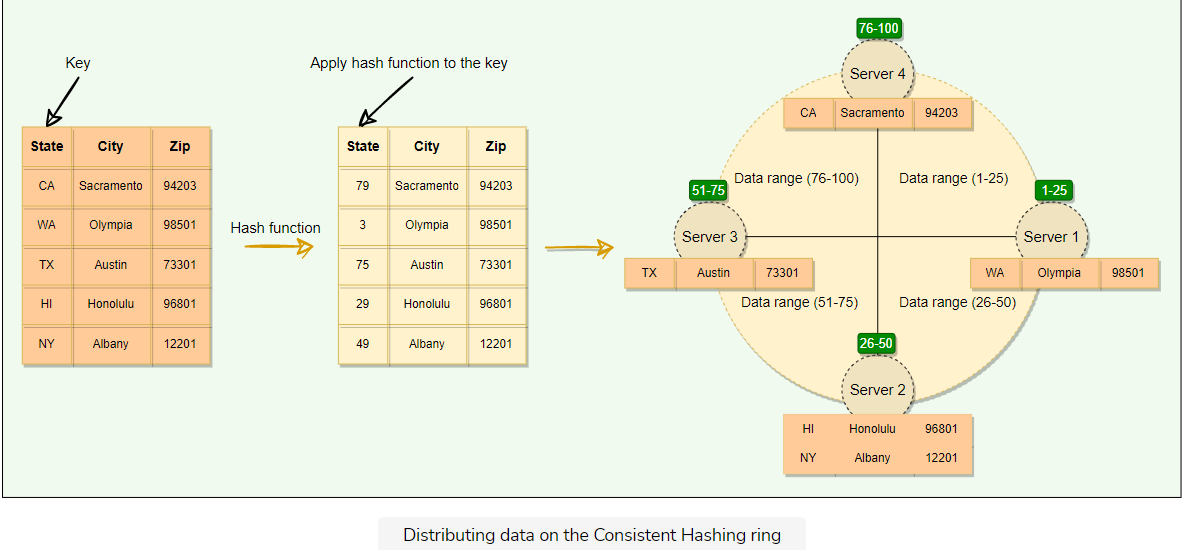 Key
State City Zip
CA Sacramento 94203
WA Olympia 98501
TX Austin 73301
HI Honolulu 96801
NY Albany 12201
Hash function
Apply hash function to the key
State City Zip
79 Sacramento 94203
3 Olympia 98501
75 Austin 73301
29 Honolulu 96801
49 Albany 12201
76-100
Server 4
CA Sacramento 94203
Data range (76-100)
Data range (1-25)
51-75
Server 3
TX Austin 73301
1-25
Server 1
WA Olympia 98501
Data range (51-75)
Data range (26-50)
26-50
Server 2
HI Honolulu 96801
NY Albany 12201
Distributing data on the Consistent Hashing ring